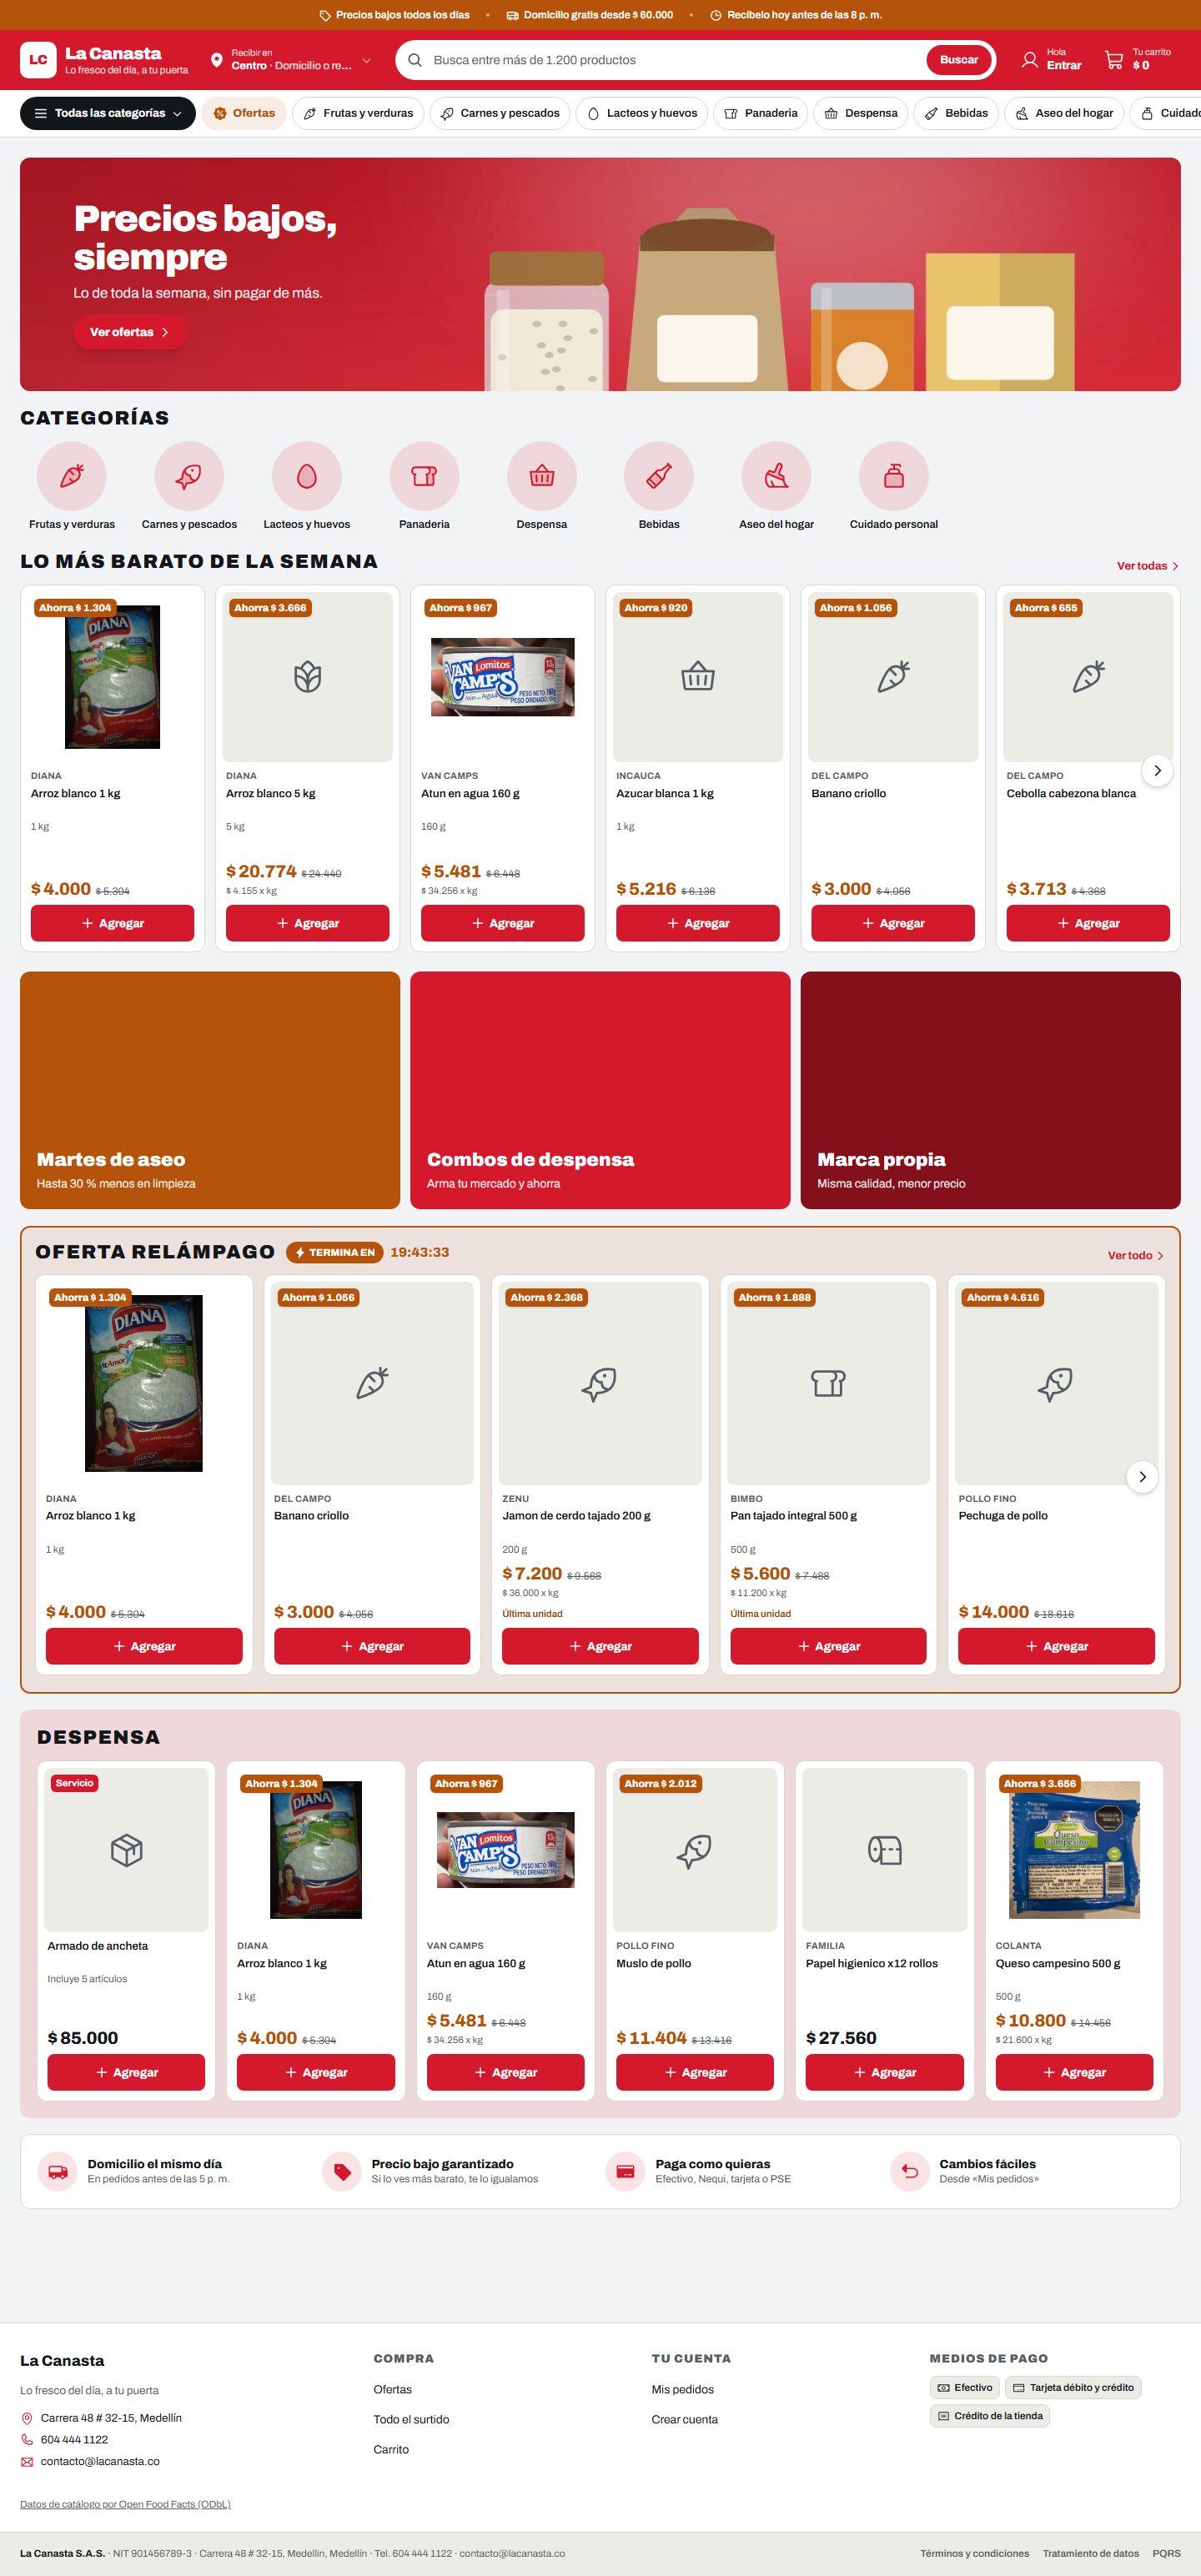 Precios bajos todos los días • Domicilio gratis desde $ 60.000 • Recíbelo hoy antes de las 8 p. m.
LC
La Canasta
Lo fresco del día, a tu puerta
Recibir en
Centro · Domicilio o re...
Busca entre más de 1.200 productos
Buscar
Hola
Entrar
Tu carrito
$ 0
Todas las categorías
Ofertas
Frutas y verduras
Carnes y pescados
Lacteos y huevos
Panaderia
Despensa
Bebidas
Aseo del hogar
Cuidado
Precios bajos,
siempre
Lo de toda la semana, sin pagar de más.
Ver ofertas
CATEGORÍAS
Frutas y verduras
Carnes y pescados
Lacteos y huevos
Panaderia
Despensa
Bebidas
Aseo del hogar
Cuidado personal
LO MÁS BARATO DE LA SEMANA
Ver todas
Ahorra $ 1.304
DIANA
DIANA
Arroz blanco 1 kg
1 kg
$ 4.000 $ 5.304
Agregar
Ahorra $ 3.666
DIANA
Arroz blanco 5 kg
5 kg
$ 20.774 $ 24.440
$ 4.155 x kg
Agregar
Ahorra $ 967
VAN CAMP'S
Lomitos
PESO NETO: 160g
VAN CAMPS
Atun en agua 160 g
160 g
$ 5.481 $ 6.448
$ 34.256 x kg
Agregar
Ahorra $ 920
INCAUCA
Azucar blanca 1 kg
1 kg
$ 5.216 $ 6.136
Agregar
Ahorra $ 1.056
DEL CAMPO
Banano criollo
$ 3.000 $ 4.056
Agregar
Ahorra $ 655
DEL CAMPO
Cebolla cabezona blanca
$ 3.713 $ 4.368
Agregar
Martes de aseo
Hasta 30 % menos en limpieza
Combos de despensa
Arma tu mercado y ahorra
Marca propia
Misma calidad, menor precio
OFERTA RELÁMPAGO
TERMINA EN
19:43:33
Ver todo
Ahorra $ 1.304
DIANA
DIANA
Arroz blanco 1 kg
1 kg
$ 4.000 $ 5.304
Agregar
Ahorra $ 1.056
DEL CAMPO
Banano criollo
$ 3.000 $ 4.056
Agregar
Ahorra $ 2.368
ZENU
Jamon de cerdo tajado 200 g
200 g
$ 7.200 $ 9.568
$ 36.000 x kg
Última unidad
Agregar
Ahorra $ 1.888
BIMBO
Pan tajado integral 500 g
500 g
$ 5.600 $ 7.488
$ 11.200 x kg
Última unidad
Agregar
Ahorra $ 4.616
POLLO FINO
Pechuga de pollo
$ 14.000 $ 18.616
Agregar
DESPENSA
Servicio
Armado de ancheta
Incluye 5 artículos
$ 85.000
Agregar
Ahorra $ 1.304
DIANA
DIANA
Arroz blanco 1 kg
1 kg
$ 4.000 $ 5.304
Agregar
Ahorra $ 967
VAN CAMP'S
Lomitos
VAN CAMPS
Atun en agua 160 g
160 g
$ 5.481 $ 6.448
$ 34.256 x kg
Agregar
Ahorra $ 2.012
POLLO FINO
Muslo de pollo
$ 11.404 $ 13.416
Agregar
FAMILIA
Papel higienico x12 rollos
$ 27.560
Agregar
Ahorra $ 3.656
Queso
Campesino
COLANTA
Queso campesino 500 g
500 g
$ 10.800 $ 14.456
$ 21.600 x kg
Agregar
Domicilio el mismo día
En pedidos antes de las 5 p. m.
Precio bajo garantizado
Si lo ves más barato, te lo igualamos
Paga como quieras
Efectivo, Nequi, tarjeta o PSE
Cambios fáciles
Desde «Mis pedidos»
La Canasta
Lo fresco del día, a tu puerta
Carrera 48 # 32-15, Medellín
604 444 1122
contacto@lacanasta.co
Datos de catálogo por Open Food Facts (ODbL)
COMPRA
Ofertas
Todo el surtido
Carrito
TU CUENTA
Mis pedidos
Crear cuenta
MEDIOS DE PAGO
Efectivo
Tarjeta débito y crédito
Crédito de la tienda
La Canasta S.A.S. · NIT 901456789-3 · Carrera 48 # 32-15, Medellin, Medellín · Tel. 604 444 1122 · contacto@lacanasta.co
Términos y condiciones
Tratamiento de datos
PQRS